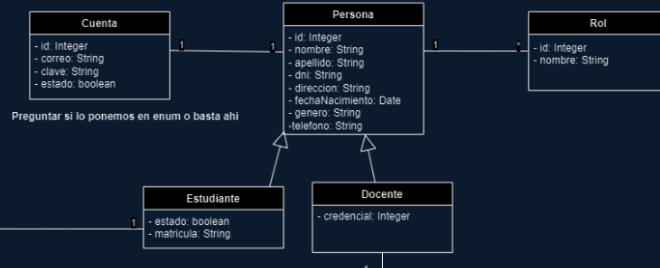 Cuenta
- id: Integer
- correo: String
- clave: String
- estado: boolean
1
1
Persona
- id: Integer
- nombre: String
- apellido: String
- dni: String
- direccion: String
- fechaNacimiento: Date
- genero: String
-telefono: String
1
*
Rol
- id: Integer
- nombre: String
Preguntar si lo ponemos en enum o basta ahi
Estudiante
- estado: boolean
- matricula: String
1
Docente
- credencial: Integer